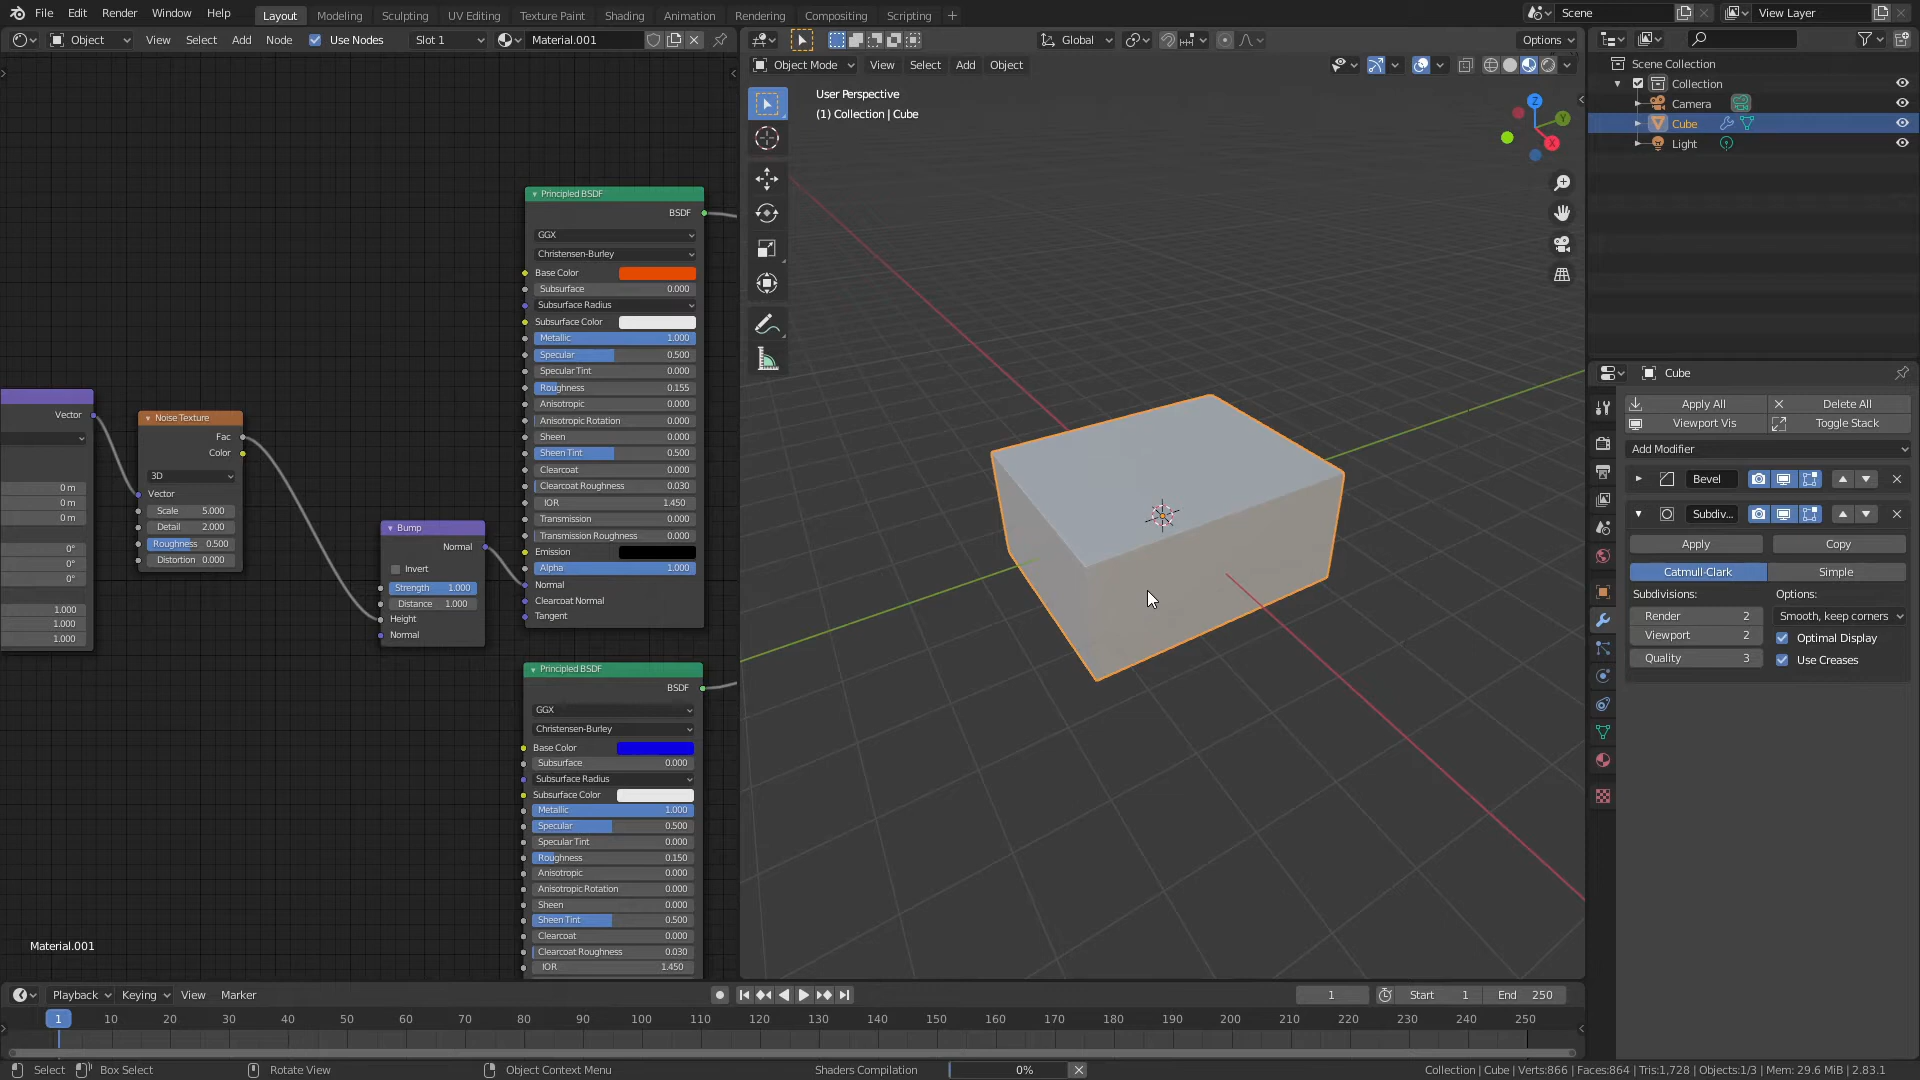 File Edit Render Window Help Layout Modeling Sculpting UV Editing Texture Paint Shading Animation Rendering Compositing Scripting + Scene View Layer
Object View Select Add Node Use Nodes Slot 1 Material.001 Global Options
Object Mode View Select Add Object
User Perspective
(1) Collection | Cube
Z
Y
X
Scene Collection
Collection
Camera
Cube
Light
Principled BSDF
BSDF
GGX
Christensen-Burley
Base Color
Subsurface 0.000
Subsurface Radius
Subsurface Color
Metallic 1.000
Specular 0.500
Specular Tint 0.000
Roughness 0.155
Anisotropic 0.000
Anisotropic Rotation 0.000
Sheen 0.000
Sheen Tint 0.500
Clearcoat 0.000
Clearcoat Roughness 0.030
IOR 1.450
Transmission 0.000
Transmission Roughness 0.000
Emission
Alpha 1.000
Normal
Clearcoat Normal
Tangent
Vector
0 m
0 m
0 m
0°
0°
0°
1.000
1.000
1.000
Noise Texture
Fac
Color
3D
Vector
Scale 5.000
Detail 2.000
Roughness 0.500
Distortion 0.000
Bump
Normal
Invert
Strength 1.000
Distance 1.000
Height
Normal
Principled BSDF
BSDF
GGX
Christensen-Burley
Base Color
Subsurface 0.000
Subsurface Radius
Subsurface Color
Metallic 1.000
Specular 0.500
Specular Tint 0.000
Roughness 0.150
Anisotropic 0.000
Anisotropic Rotation 0.000
Sheen 0.000
Sheen Tint 0.500
Clearcoat 0.000
Clearcoat Roughness 0.030
IOR 1.450
Material.001
Cube
Apply All Delete All
Viewport Vis Toggle Stack
Add Modifier
Bevel
Subdiv..
Apply Copy
Catmull-Clark Simple
Subdivisions: Options:
Render 2 Smooth, keep corners
Viewport 2 Optimal Display
Quality 3 Use Creases
Playback Keying View Marker 1 Start 1 End 250
1 10 20 30 40 50 60 70 80 90 100 110 120 130 140 150 160 170 180 190 200 210 220 230 240 250
Select Box Select Rotate View Object Context Menu Shaders Compilation 0% Collection | Cube | Verts:866 | Faces:864 | Tris:1,728 | Objects:1/3 | Mem: 29.6 MiB | 2.83.1